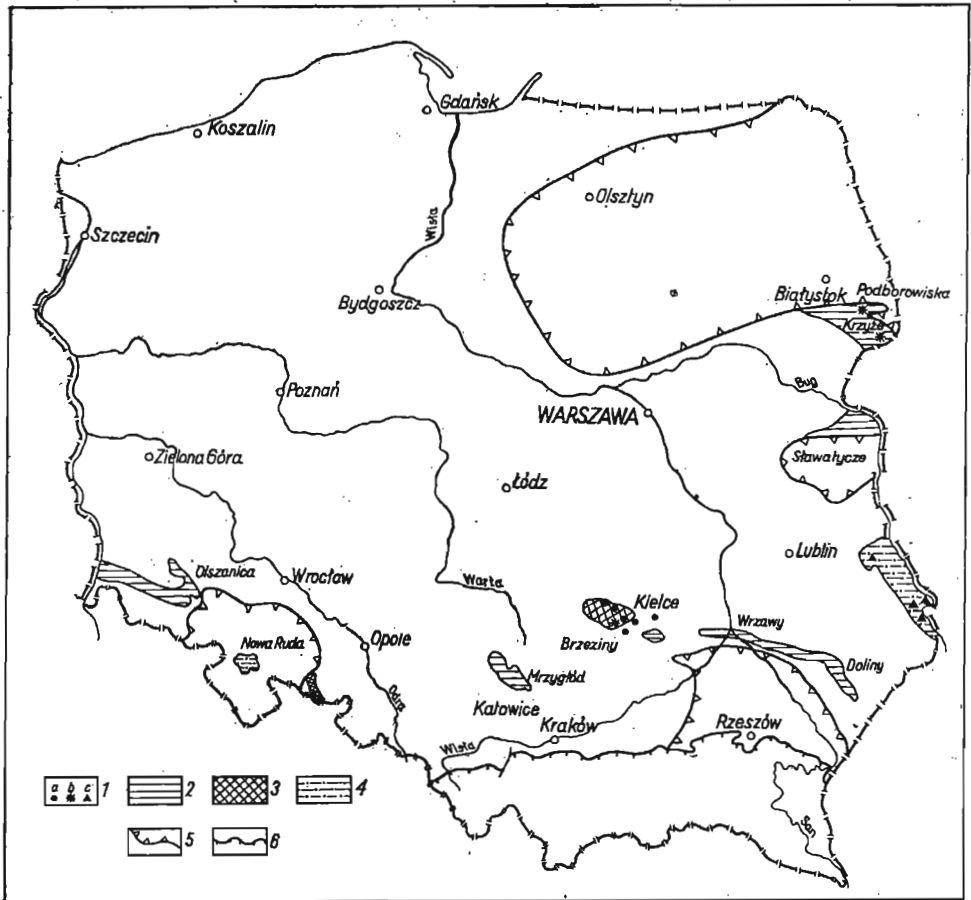 Gdańsk
Koszalin
Olsztyn
Wisła
Szczecin
Białystok
Podborowiska
Bydgoszcz
Krzyże
Poznań
Bug
WARSZAWA
Zielona Góra
Sławatycze
Łódź
Lublin
Olszanica
Wrocław
Warta
Kielce
Nowa Ruda
Opole
Brzeziny
Wrzawy
Mrzygłód
Doliny
Odra
Katowice
Kraków
Rzeszów
Wisła
San
a b c 1
2
3
4
5
6